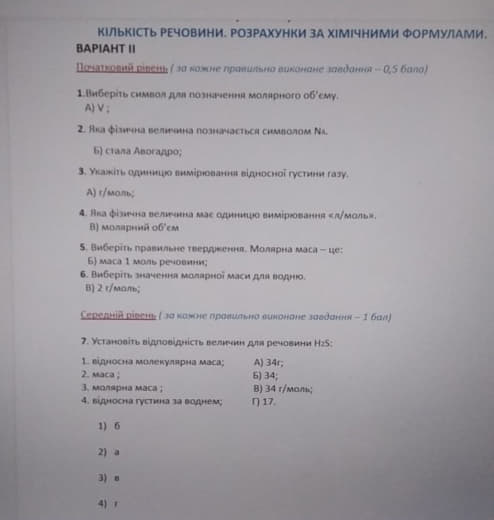 КІЛЬКІСТЬ РЕЧОВИНИ. РОЗРАХУНКИ ЗА ХІМІЧНИМИ ФОРМУЛАМИ.
ВАРІАНТ ІІ
Початковий рівень ( за кожне правильно виконане завдання – 0,5 бала)
1.Виберіть символ для позначення молярного об'єму.
А) V ;
2. Яка фізична величина позначається символом Nᴀ.
Б) стала Авогадро;
3. Укажіть одиницю вимірювання відносної густини газу.
А) г/моль;
4. Яка фізична величина має одиницю вимірювання «л/моль».
В) молярний об'єм
5. Виберіть правильне твердження. Молярна маса – це:
Б) маса 1 моль речовини;
6. Виберіть значення молярної маси для водню.
В) 2 г/моль;
Середній рівень ( за кожне правильно виконане завдання – 1 бал)
7. Установіть відповідність величин для речовини H₂S:
1. відносна молекулярна маса; А) 34г;
2. маса ; Б) 34;
3. молярна маса ; В) 34 г/моль;
4. відносна густина за воднем; Г) 17.
1) б
2) а
3) в
4) г